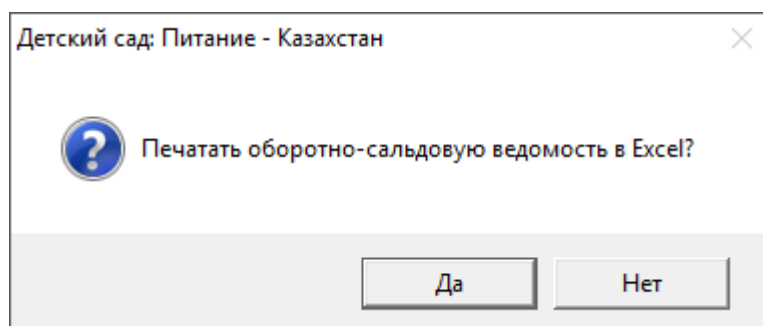 Детский сад: Питание - Казахстан
Печатать оборотно-сальдовую ведомость в Excel?
Да
Нет